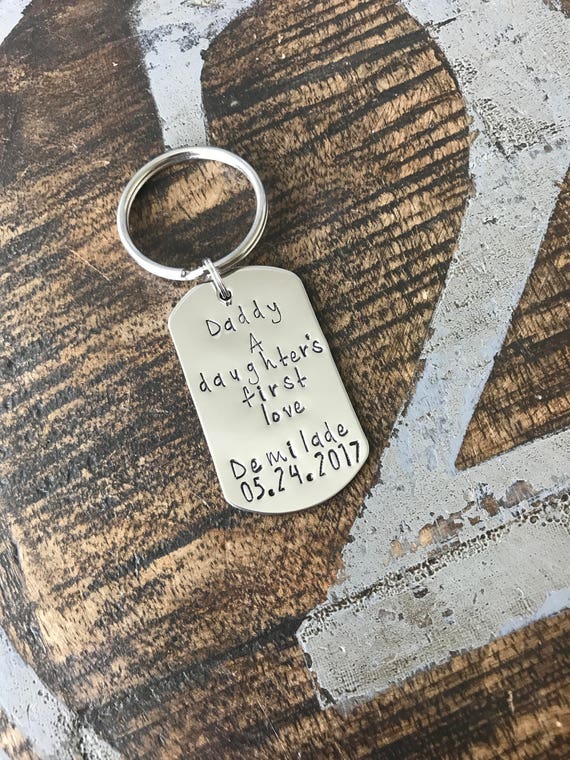 Daddy
A
daughter's
first
love
Demilade
05.24.2017